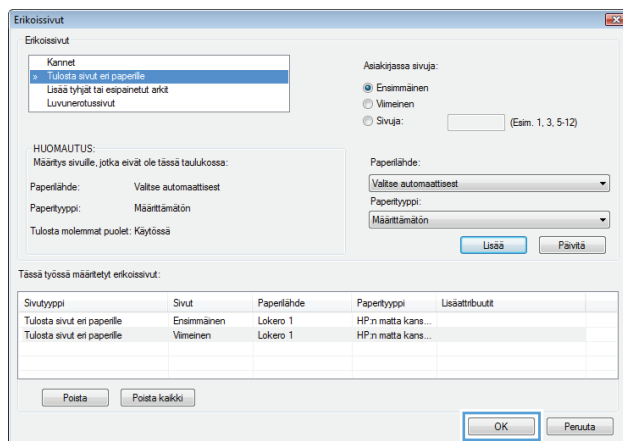 Erikoissivut
Erikoissivut
Kannet
» Tulosta sivut eri paperille
Lisää tyhjät tai esipainetut arkit
Luvunerotussivut
Asiakirjassa sivuja:
Ensimmäinen
Viimeinen
Sivuja: (Esim. 1, 3, 5-12)
HUOMAUTUS:
Määritys sivuille, jotka eivät ole tässä taulukossa:
Paperilähde: Valitse automaattisest
Paperityyppi: Määrittämätön
Tulosta molemmat puolet: Käytössä
Paperilähde:
Valitse automaattisest
Paperityyppi:
Määrittämätön
Lisää Päivitä
Tässä työssä määritetyt erikoissivut:
Sivutyyppi Sivut Paperilähde Paperityyppi Lisäattribuutit
Tulosta sivut eri paperille Ensimmäinen Lokero 1 HP:n matta kans...
Tulosta sivut eri paperille Viimeinen Lokero 1 HP:n matta kans...
Poista Poista kaikki
OK Peruuta